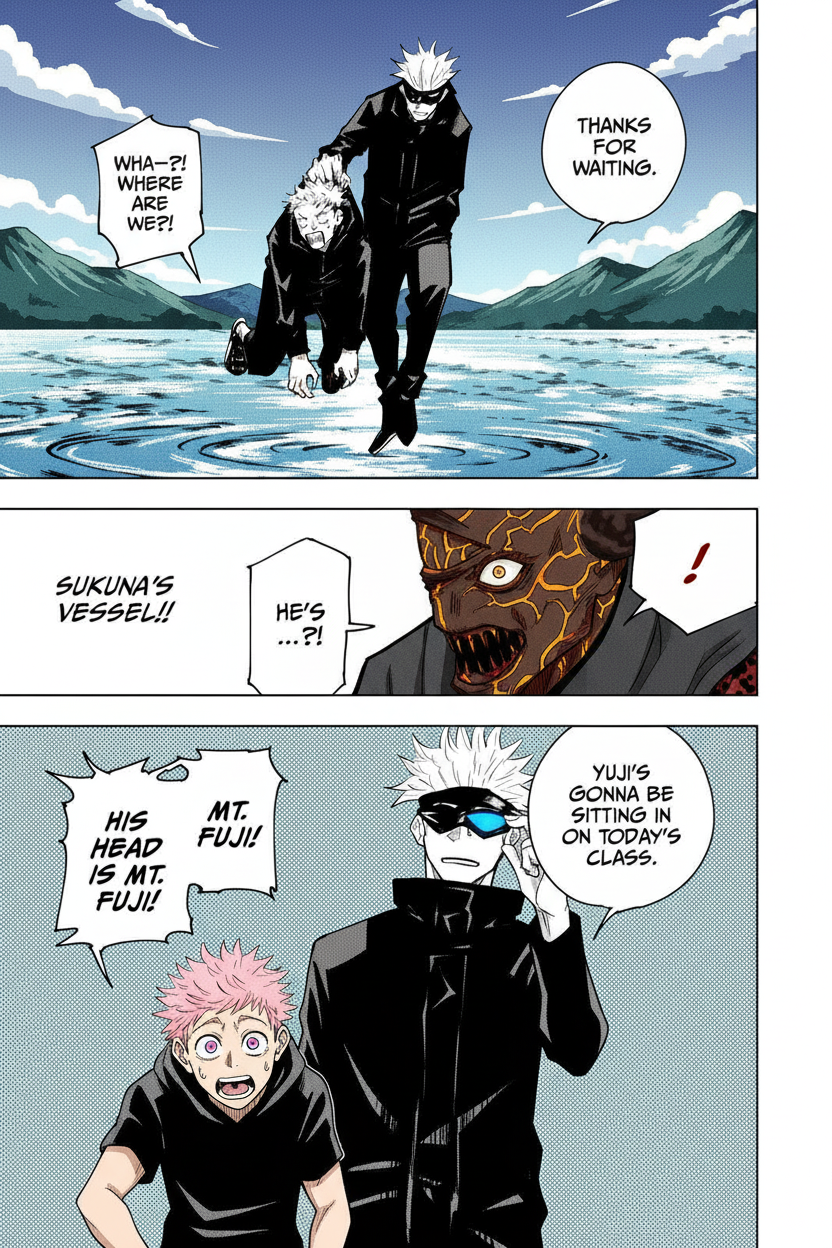 THANKS
FOR
WAITING.
WHA—?!
WHERE
ARE
WE?!
!
HE'S
...?!
SUKUNA'S
VESSEL!!
YUJI'S
GONNA BE
SITTING IN
ON TODAY'S
CLASS.
MT.
FUJI!
HIS
HEAD
IS MT.
FUJI!